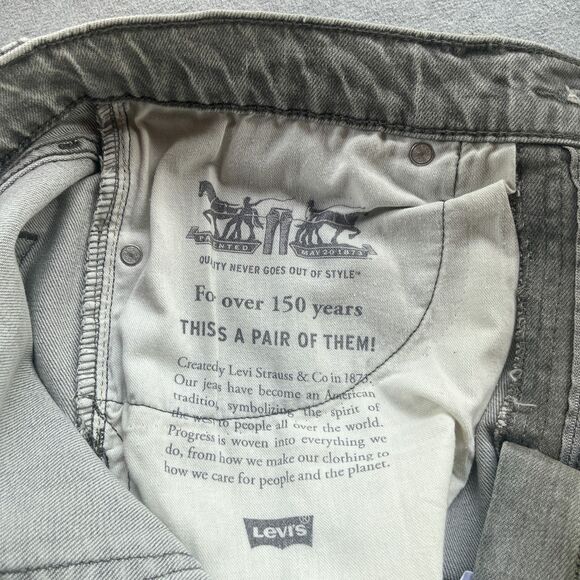 PATENTED MAY 20 1873
QUALITY NEVER GOES OUT OF STYLE™
For over 150 years
THIS S A PAIR OF THEM!
Created y Levi Strauss & Co in 1873.
Our jeas have become an American
traditio, symbolizing the spirit of
the west to people all over the world.
Progress is woven into everything we
do, from how we make our clothing to
how we care for people and the planet.
Levi's®